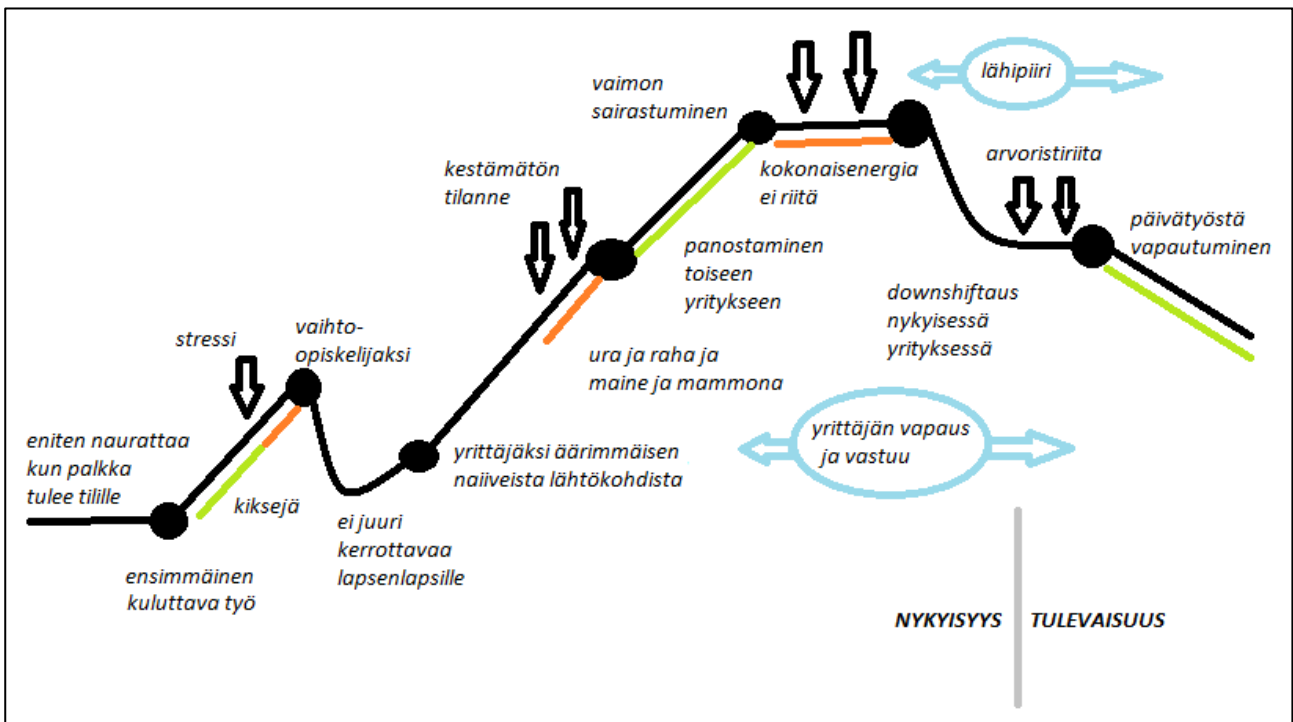 lähipiiri
vaimon
sairastuminen
arvoristiriita
kestämätön
tilanne
kokonaisenergia
ei riitä
päivätyöstä
vapautuminen
panostaminen
toiseen
yritykseen
downshiftaus
nykyisessä
yrityksessä
stressi
vaihto-
opiskelijaksi
ura ja raha ja
maine ja mammona
eniten naurattaa
kun palkka
tulee tilille
yrittäjäksi äärimmäisen
naiiveista lähtökohdista
yrittäjän vapaus
ja vastuu
kiksejä
ei juuri
kerrottavaa
lapsenlapsille
ensimmäinen
kuluttava työ
NYKYISYYS
TULEVAISUUS